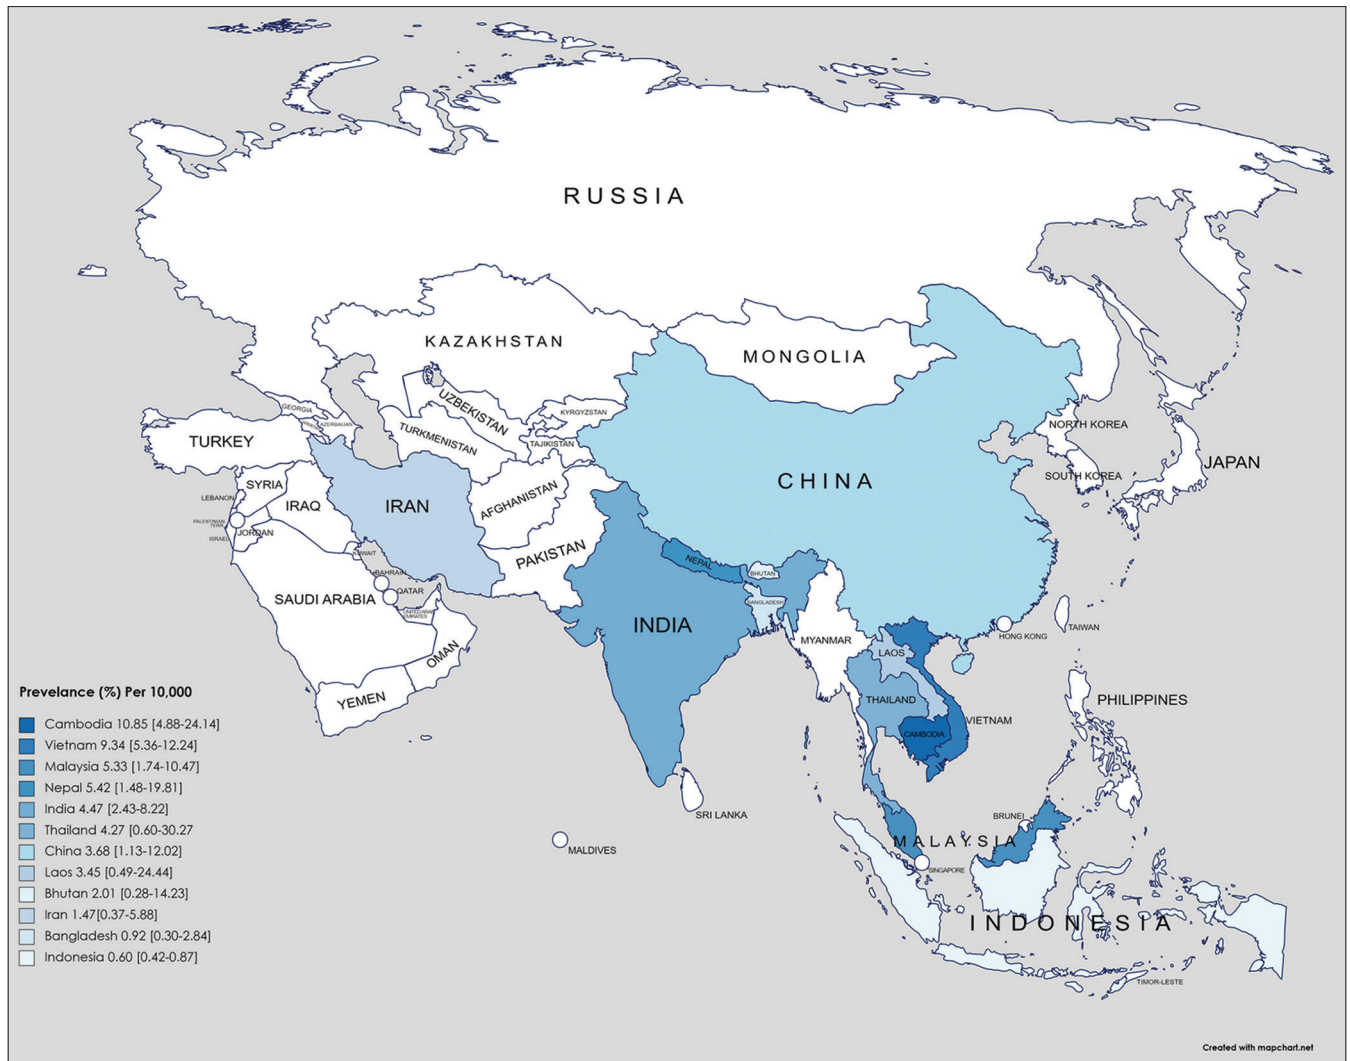 RUSSIA
KAZAKHSTAN
MONGOLIA
UZBEKISTAN
KYRGYZSTAN
GEORGIA
AZERBAIJAN
TURKMENISTAN
TAJIKISTAN
NORTH KOREA
TURKEY
JAPAN
SOUTH KOREA
CHINA
SYRIA
LEBANON
IRAQ
IRAN
AFGHANISTAN
PALESTINIAN
TERR.
JORDAN
ISRAEL
KUWAIT
PAKISTAN
NEPAL
BHUTAN
BAHRAIN
QATAR
SAUDI ARABIA
UNITED ARAB
EMIRATES
BANGLADESH
INDIA
HONG KONG
TAIWAN
MYANMAR
OMAN
LAOS
YEMEN
THAILAND
PHILIPPINES
VIETNAM
CAMBODIA
SRI LANKA
BRUNEI
MALDIVES
MALAYSIA
SINGAPORE
INDONESIA
TIMOR-LESTE
Prevelance (%) Per 10,000
Cambodia 10.85 [4.88-24.14]
Vietnam 9.34 [5.36-12.24]
Malaysia 5.33 [1.74-10.47]
Nepal 5.42 [1.48-19.81]
India 4.47 [2.43-8.22]
Thailand 4.27 [0.60-30.27
China 3.68 [1.13-12.02]
Laos 3.45 [0.49-24.44]
Bhutan 2.01 [0.28-14.23]
Iran 1.47[0.37-5.88]
Bangladesh 0.92 [0.30-2.84]
Indonesia 0.60 [0.42-0.87]
Created with mapchart.net